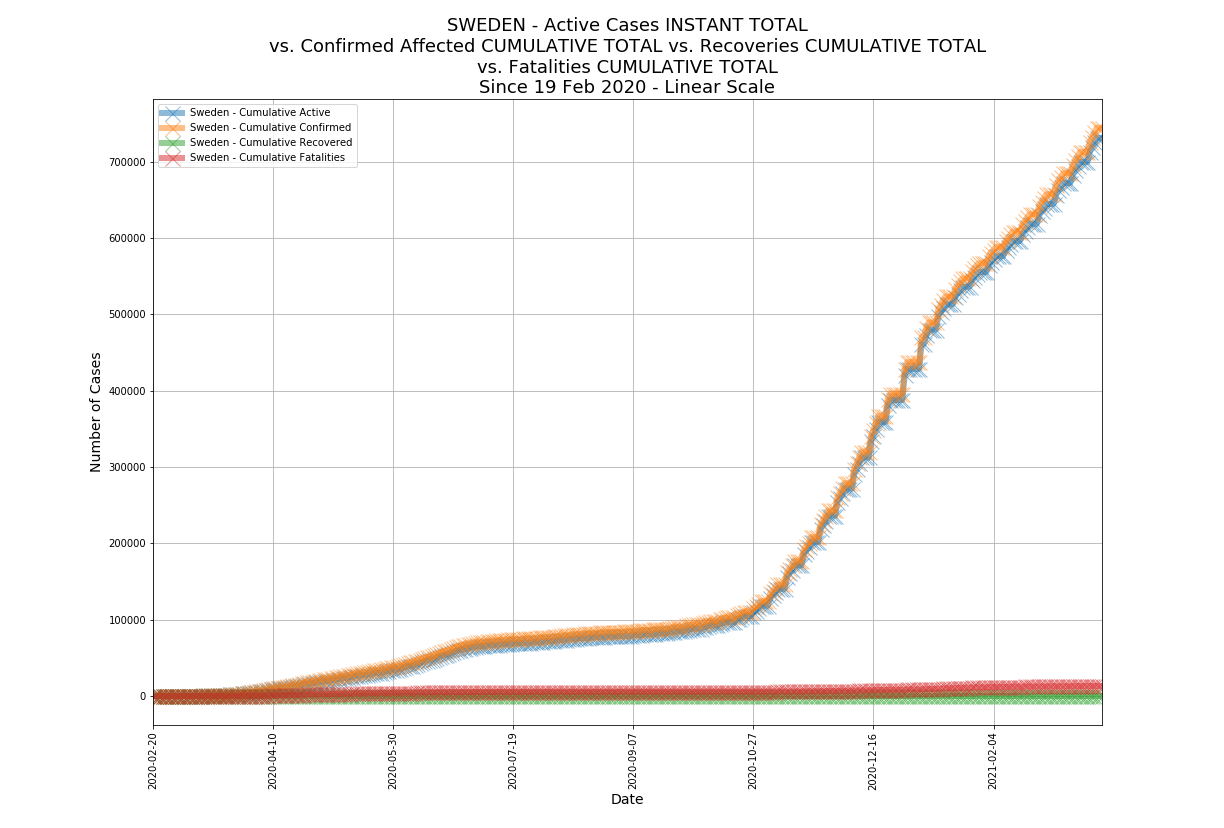 SWEDEN - Active Cases INSTANT TOTAL
vs. Confirmed Affected CUMULATIVE TOTAL vs. Recoveries CUMULATIVE TOTAL
vs. Fatalities CUMULATIVE TOTAL
Since 19 Feb 2020 - Linear Scale
Sweden - Cumulative Active
Sweden - Cumulative Confirmed
Sweden - Cumulative Recovered
Sweden - Cumulative Fatalities
Number of Cases
700000
600000
500000
400000
300000
200000
100000
0
2020-02-20
2020-04-10
2020-05-30
2020-07-19
2020-09-07
2020-10-27
2020-12-16
2021-02-04
Date